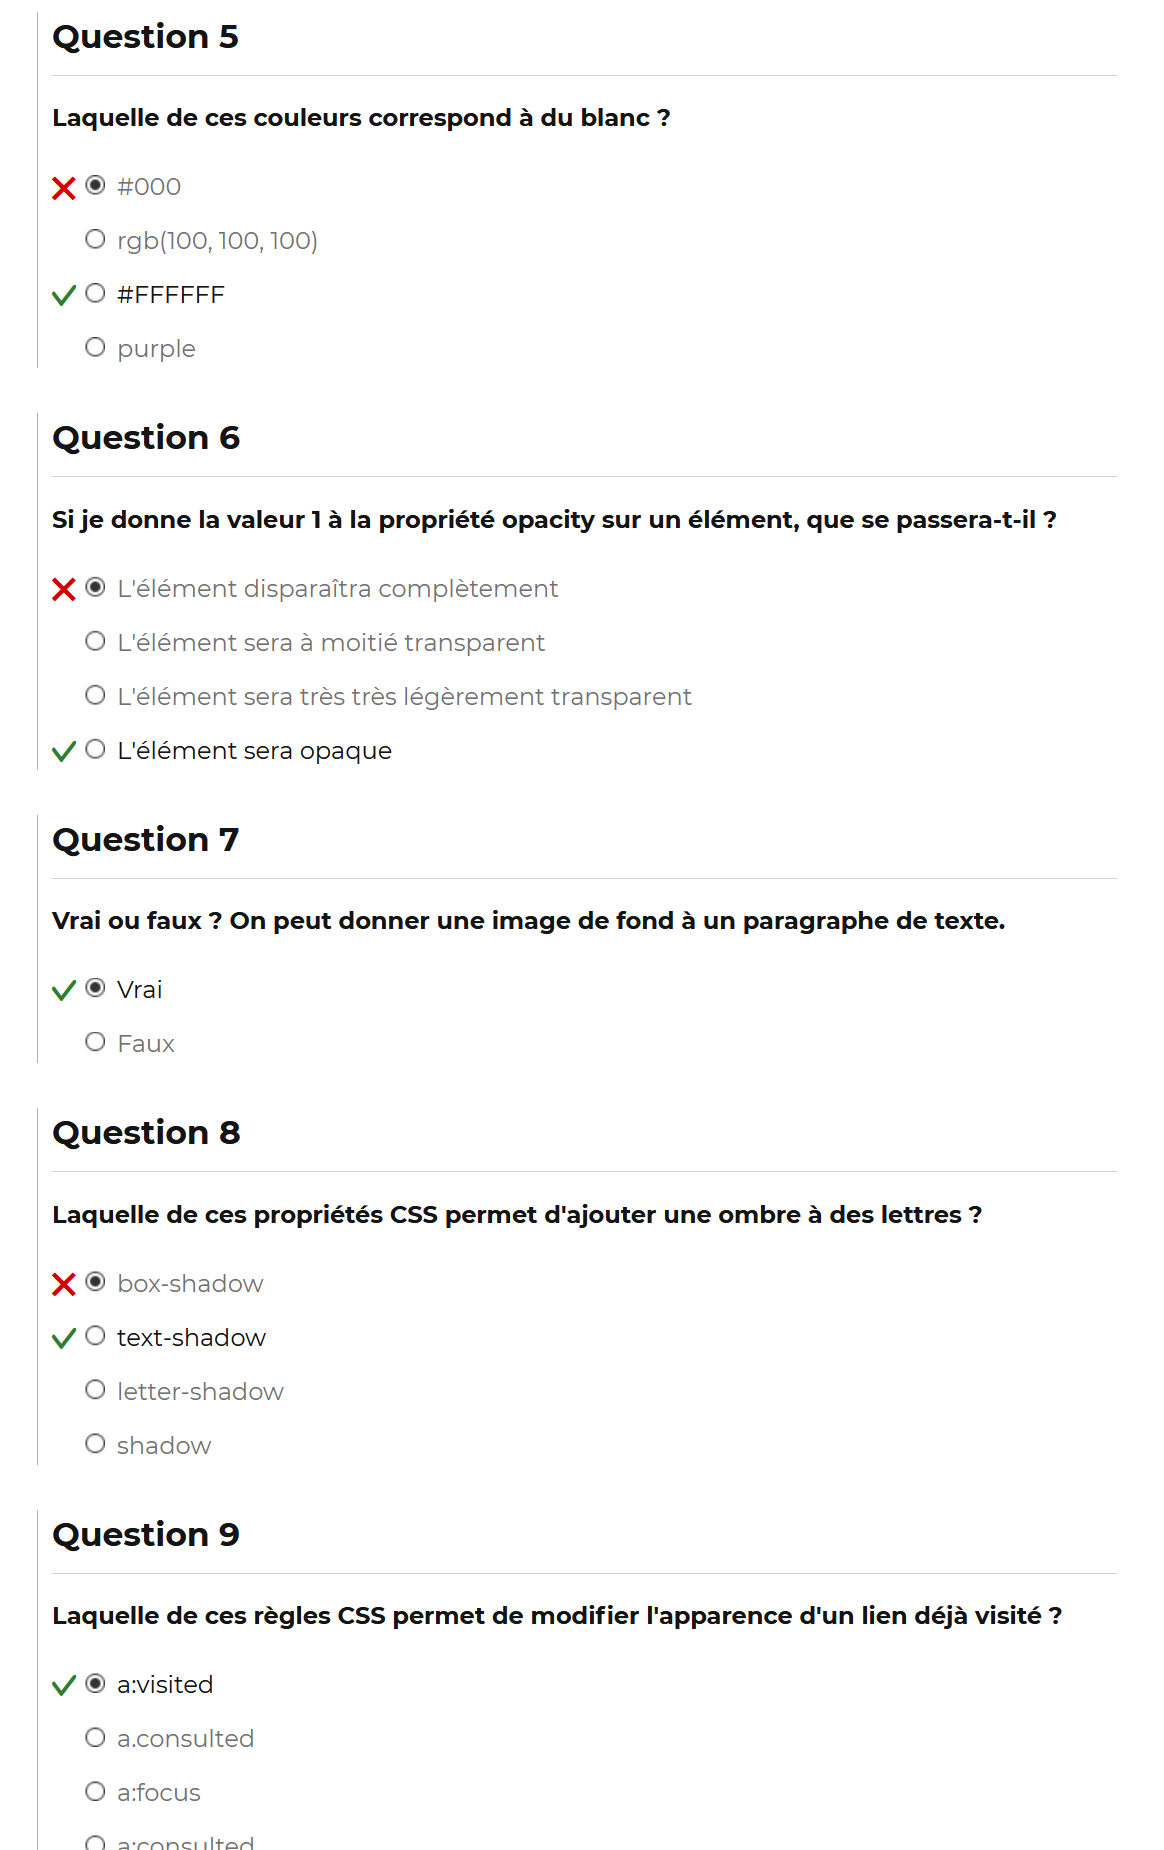 Question 5
Laquelle de ces couleurs correspond à du blanc ?
#000
rgb(100, 100, 100)
#FFFFFF
purple
Question 6
Si je donne la valeur 1 à la propriété opacity sur un élément, que se passera-t-il ?
L'élément disparaîtra complètement
L'élément sera à moitié transparent
L'élément sera très très légèrement transparent
L'élément sera opaque
Question 7
Vrai ou faux ? On peut donner une image de fond à un paragraphe de texte.
Vrai
Faux
Question 8
Laquelle de ces propriétés CSS permet d'ajouter une ombre à des lettres ?
box-shadow
text-shadow
letter-shadow
shadow
Question 9
Laquelle de ces règles CSS permet de modifier l'apparence d'un lien déjà visité ?
a:visited
a.consulted
a:focus
a:consulted